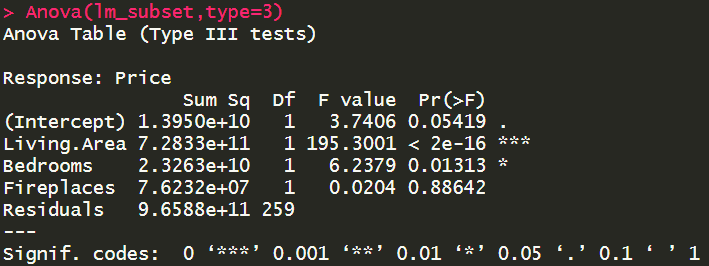 > Anova(lm_subset,type=3)
Anova Table (Type III tests)

Response: Price
                Sum Sq  Df  F value  Pr(>F)
(Intercept) 1.3950e+10   1   3.7406 0.05419 .
Living.Area 7.2833e+11   1 195.3001 < 2e-16 ***
Bedrooms    2.3263e+10   1   6.2379 0.01313 *
Fireplaces  7.6232e+07   1   0.0204 0.88642
Residuals   9.6588e+11 259
---
Signif. codes:  0 ‘***’ 0.001 ‘**’ 0.01 ‘*’ 0.05 ‘.’ 0.1 ‘ ’ 1